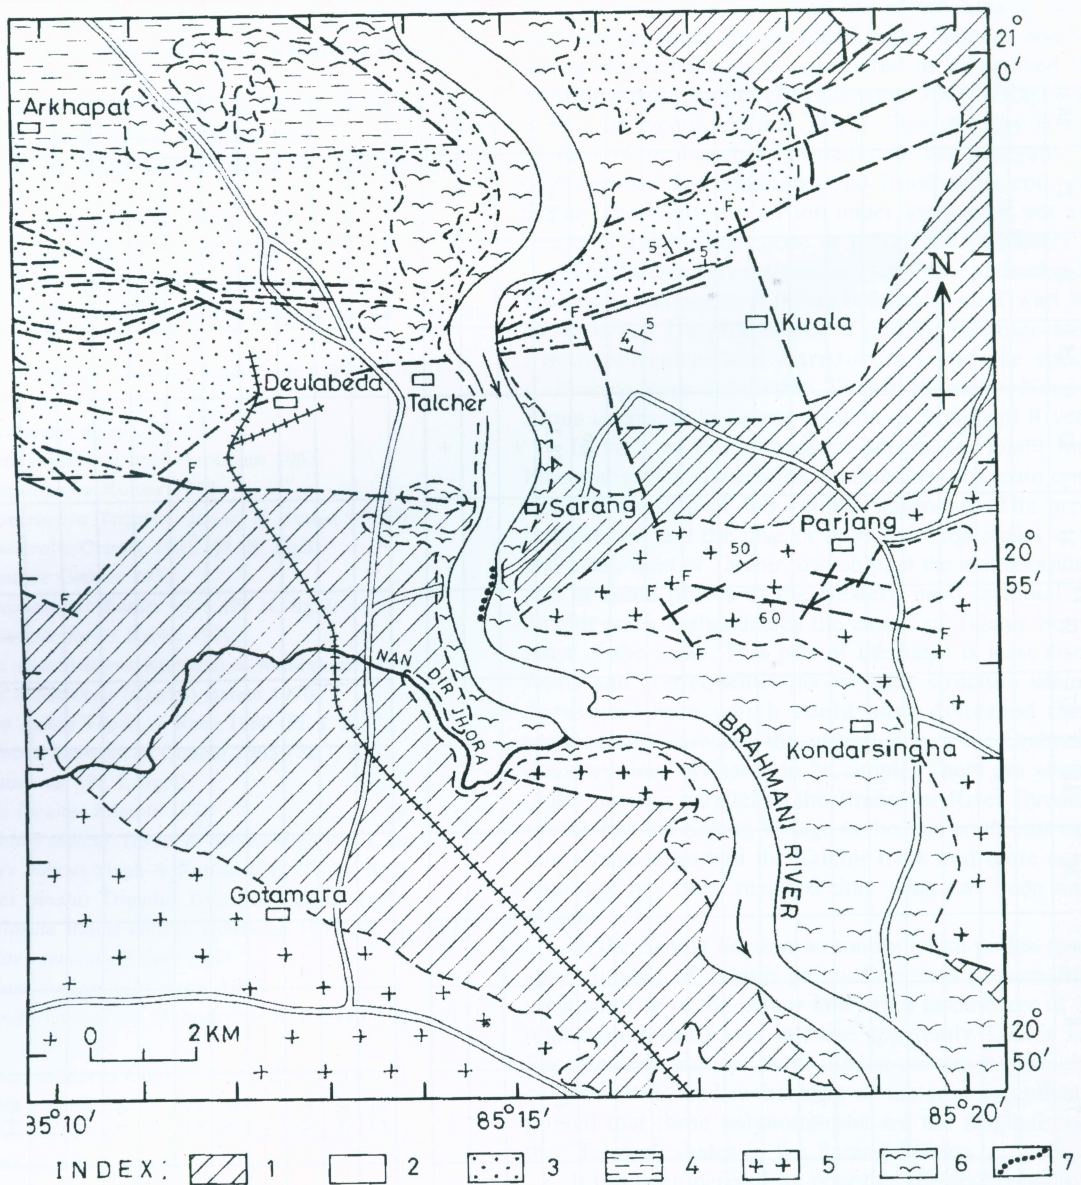 21°
0'
Arkhapat
F
5
5
N
F
Kuala
5
Deulabeda
Talcher
F
F
Sarang
Parjang
F
50
20°
55'
F
F
60
F
F
NAN
DIR JHORA
BRAHMANI RIVER
Kondarsingha
Gotamara
0 2 KM
20°
50'
85°10' 85°15' 85°20'
INDEX: 1 2 3 4 5 6 7